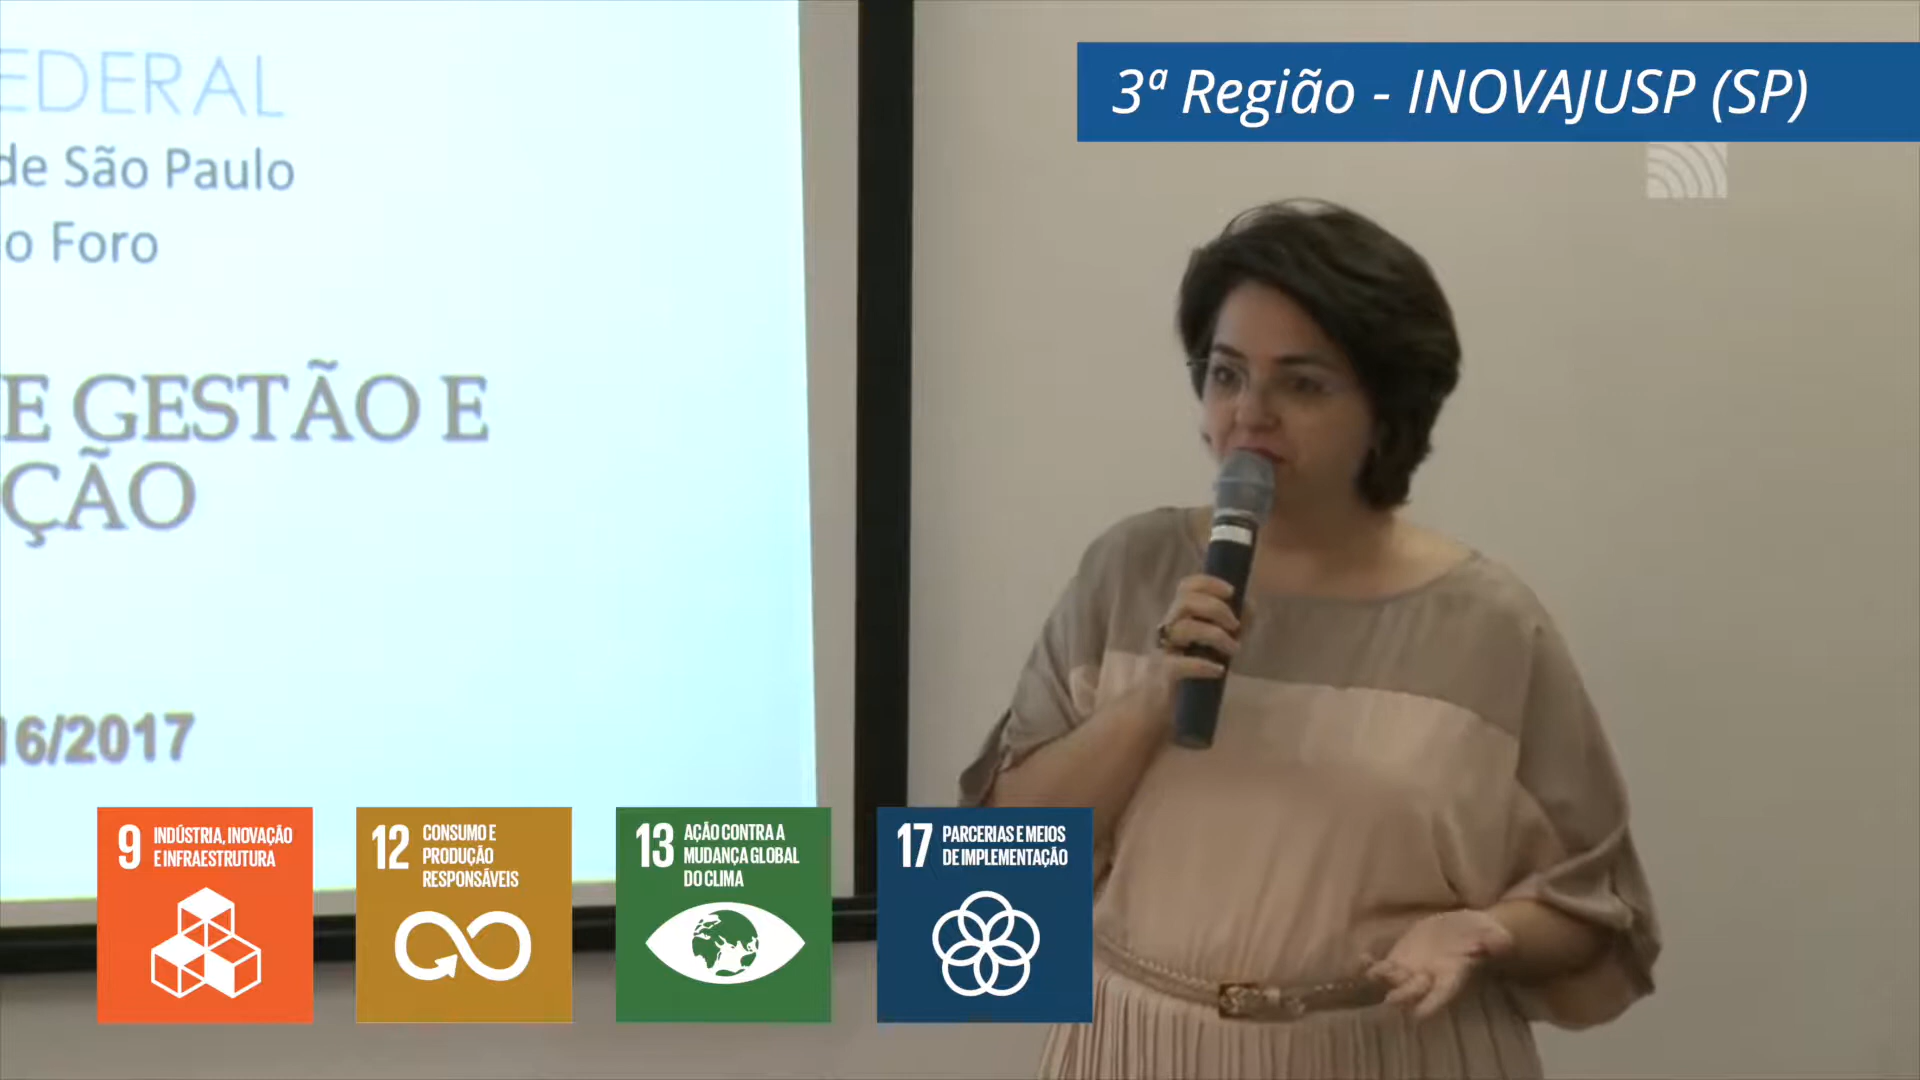 3ª Região - INOVAJUSP (SP)
EDERAL
de São Paulo
o Foro
E GESTÃO E
ÇÃO
16/2017
9 INDÚSTRIA, INOVAÇÃO
E INFRAESTRUTURA
12 CONSUMO E
PRODUÇÃO
RESPONSÁVEIS
13 AÇÃO CONTRA A
MUDANÇA GLOBAL
DO CLIMA
17 PARCERIAS E MEIOS
DE IMPLEMENTAÇÃO